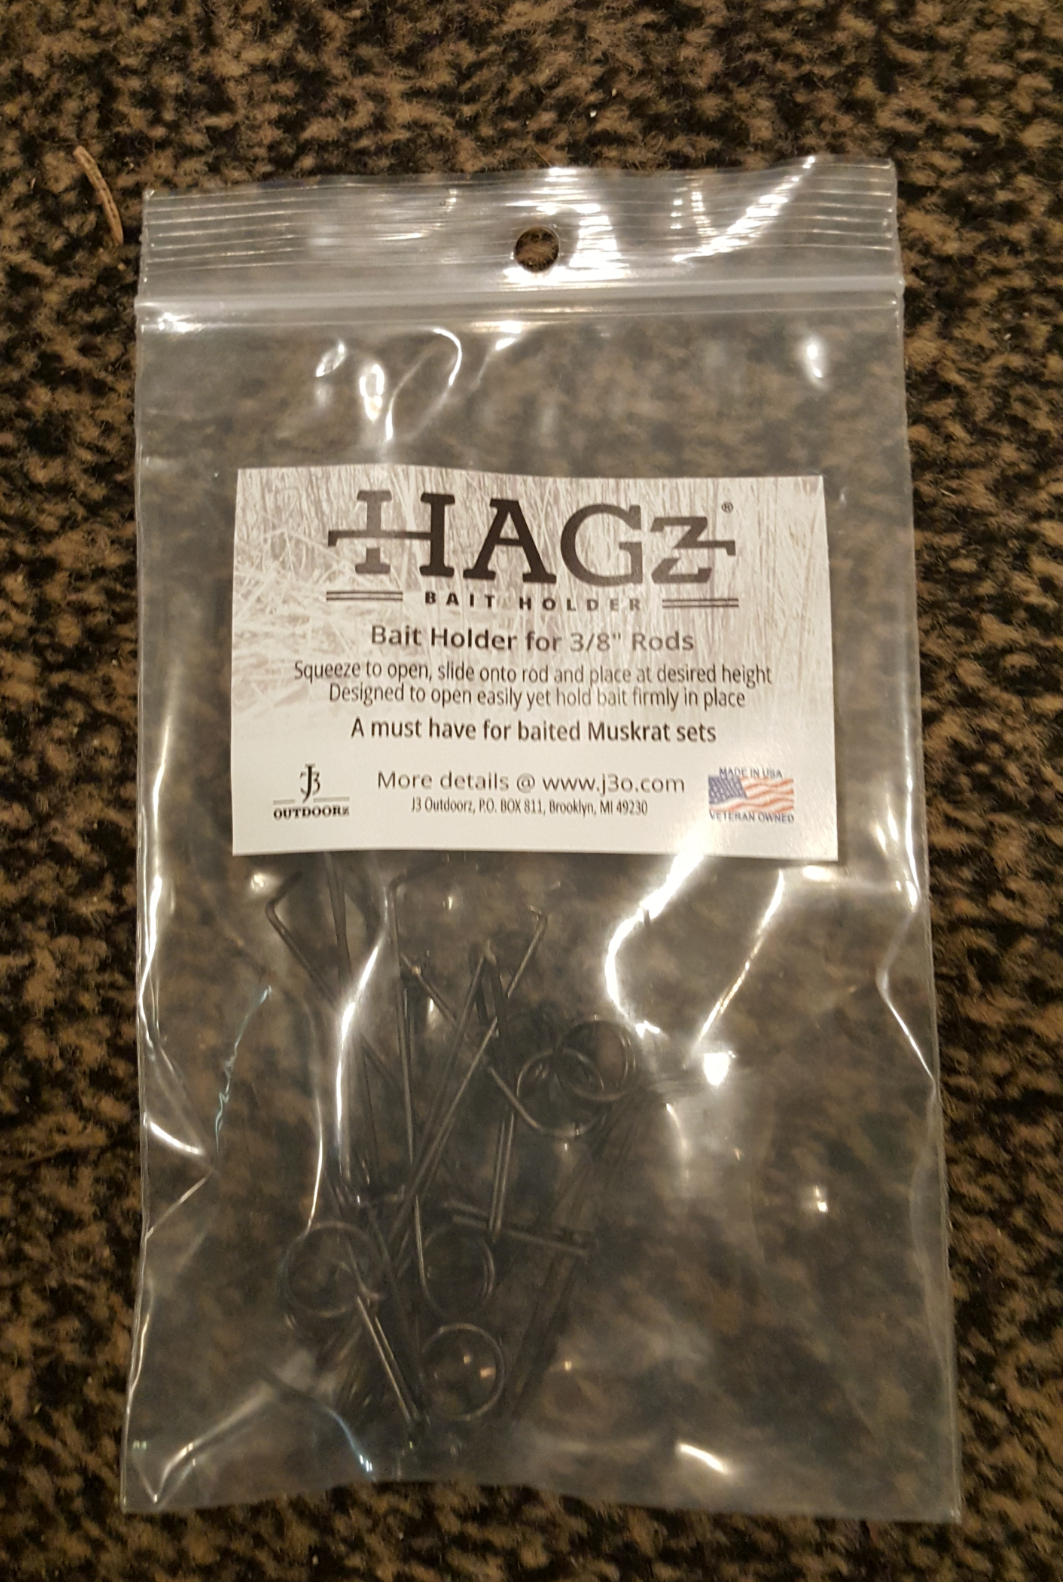 HAGz®
BAIT HOLDER
Bait Holder for 3/8" Rods
Squeeze to open, slide onto rod and place at desired height
Designed to open easily yet hold bait firmly in place
A must have for baited Muskrat sets
J3
OUTDOORZ
More details @ www.j3o.com
J3 Outdoorz, P.O. BOX 811, Brooklyn, MI 49230
MADE IN USA
VETERAN OWNED